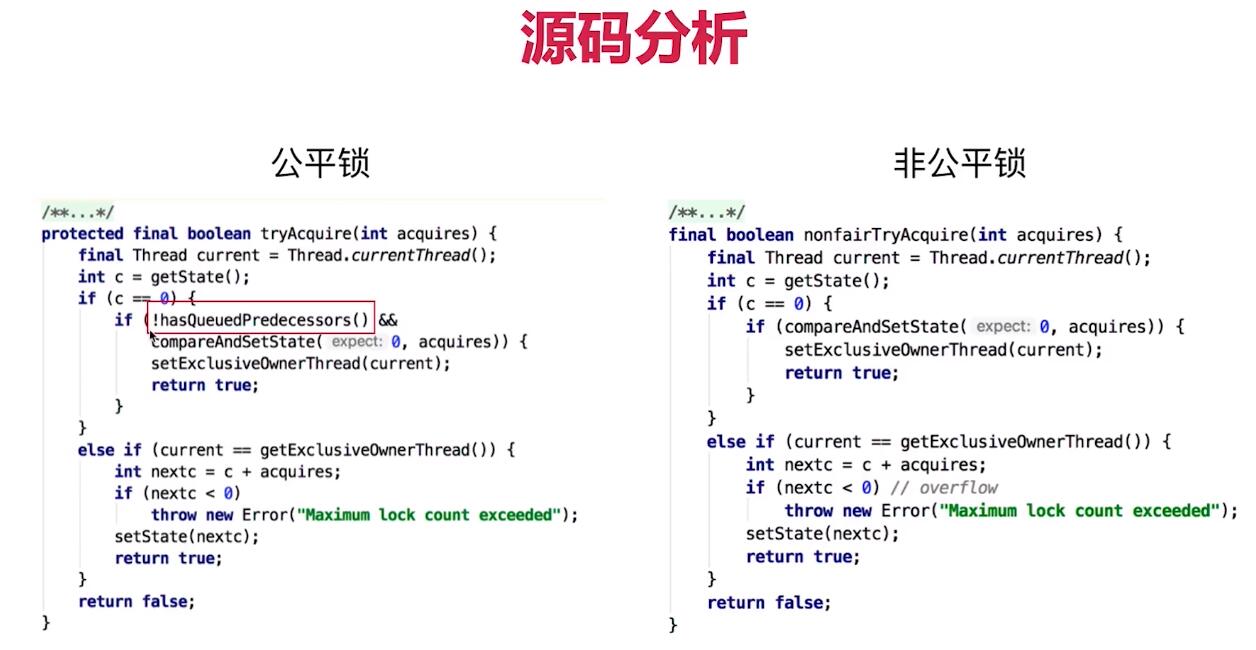 源码分析
公平锁
/**...*/
protected final boolean tryAcquire(int acquires) {
final Thread current = Thread.currentThread();
int c = getState();
if (c == 0) {
if (!hasQueuedPredecessors() &&
compareAndSetState( expect: 0, acquires)) {
setExclusiveOwnerThread(current);
return true;
}
}
else if (current == getExclusiveOwnerThread()) {
int nextc = c + acquires;
if (nextc < 0)
throw new Error("Maximum lock count exceeded");
setState(nextc);
return true;
}
return false;
}
非公平锁
/**...*/
final boolean nonfairTryAcquire(int acquires) {
final Thread current = Thread.currentThread();
int c = getState();
if (c == 0) {
if (compareAndSetState( expect: 0, acquires)) {
setExclusiveOwnerThread(current);
return true;
}
}
else if (current == getExclusiveOwnerThread()) {
int nextc = c + acquires;
if (nextc < 0) // overflow
throw new Error("Maximum lock count exceeded");
setState(nextc);
return true;
}
return false;
}